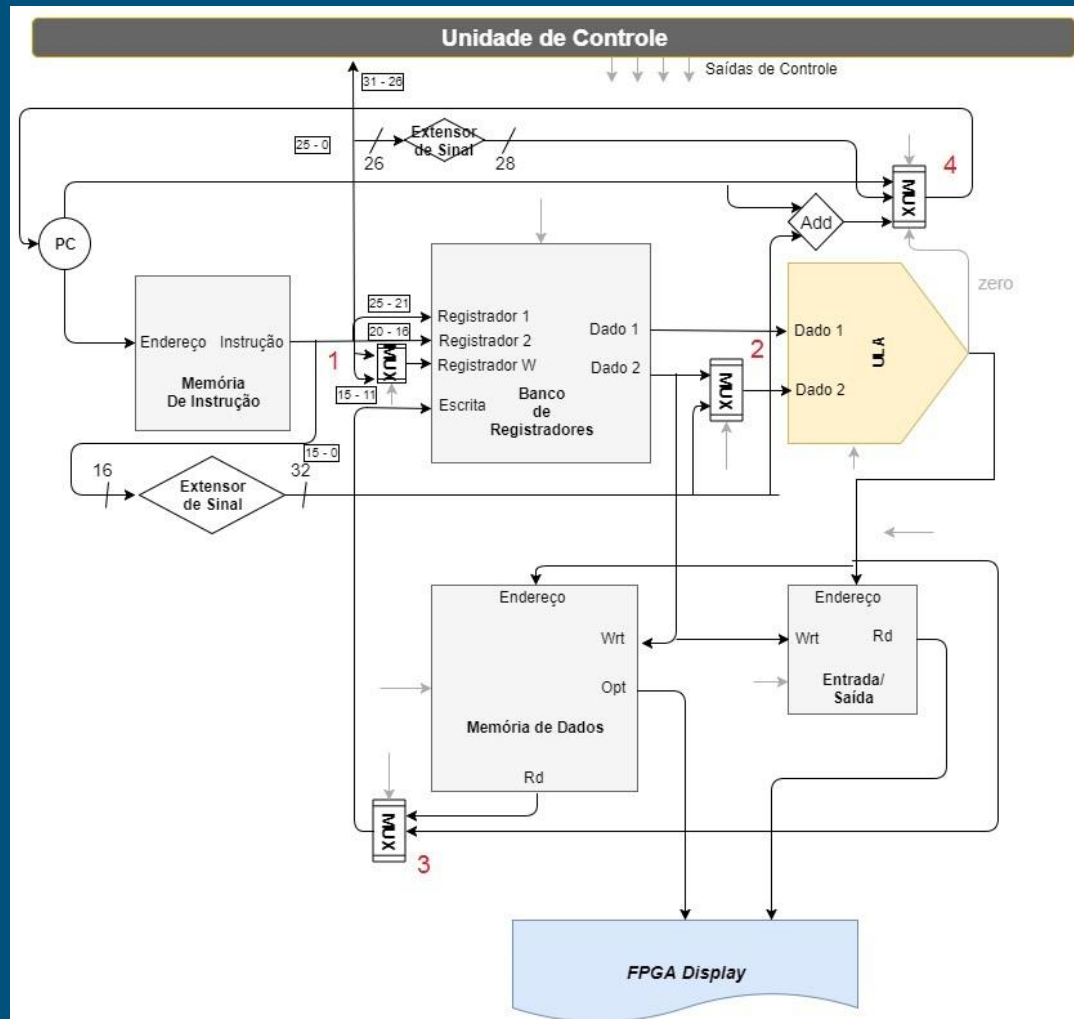 Unidade de Controle
31 - 26
Saídas de Controle
25 - 0
Extensor
de Sinal
26
28
MUX
4
PC
Add
zero
25 - 21
Registrador 1
20 - 16
Registrador 2
Registrador W
Escrita
Dado 1
Dado 2
Banco
de
Registradores
Endereço
Instrução
Memória
De Instrução
1
MUX
15 - 11
2
MUX
Dado 1
Dado 2
ULA
15 - 0
16
Extensor
de Sinal
32
Endereço
Wrt
Opt
Memória de Dados
Rd
Endereço
Wrt
Rd
Entrada/
Saída
MUX
3
FPGA Display